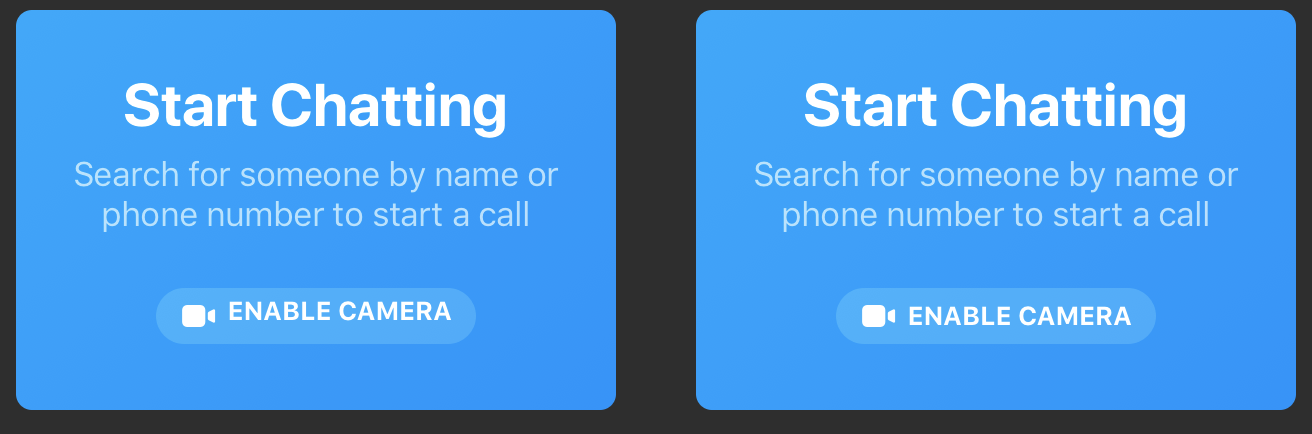 Start Chatting
Search for someone by name or
phone number to start a call
ENABLE CAMERA
Start Chatting
Search for someone by name or
phone number to start a call
ENABLE CAMERA